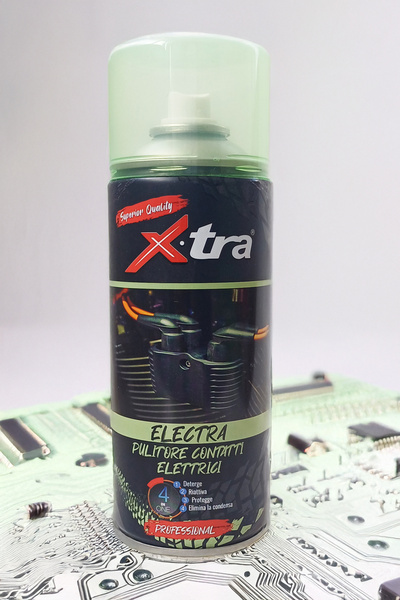 Superior Quality
X·tra®
ELECTRA
PULITORE CONTATTI
ELETTRICI
4
IN
ONE
1 Deterge
2 Riattiva
3 Protegge
4 Elimina la condensa
PROFESSIONAL